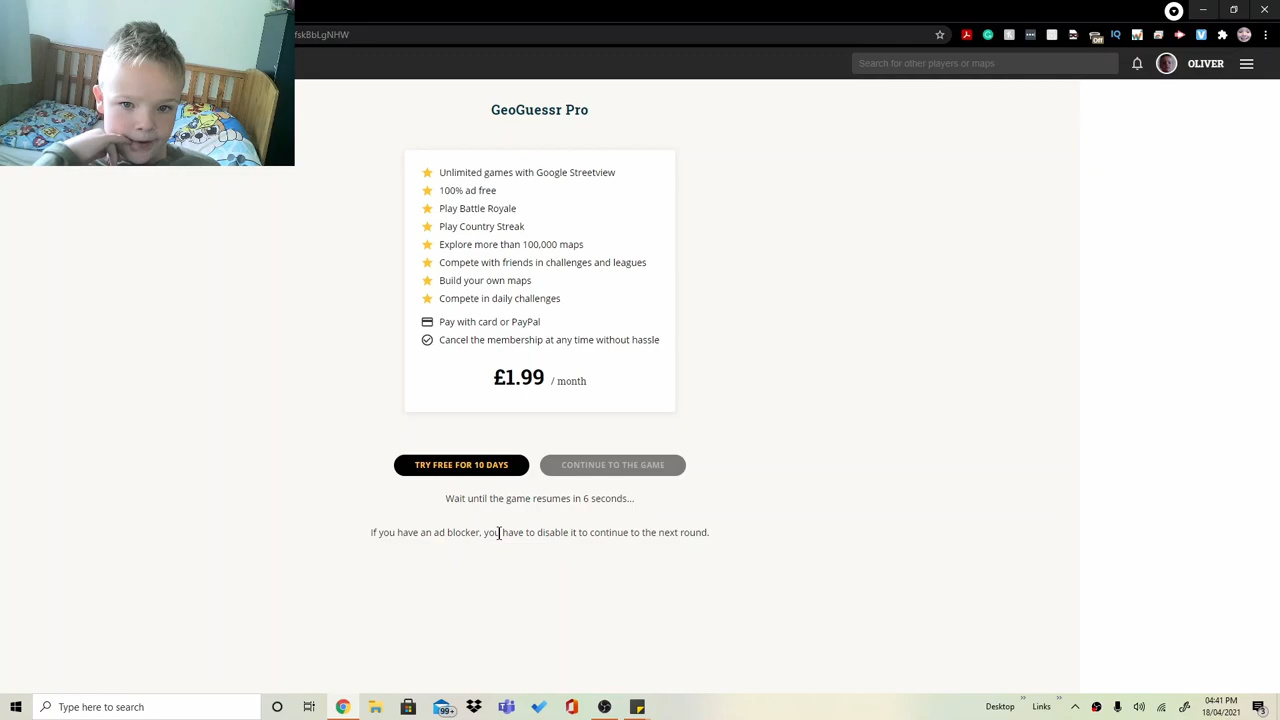 fskBbLgNHW
Off
Search for other players or maps
OLIVER
GeoGuessr Pro
Unlimited games with Google Streetview
100% ad free
Play Battle Royale
Play Country Streak
Explore more than 100,000 maps
Compete with friends in challenges and leagues
Build your own maps
Compete in daily challenges
Pay with card or PayPal
Cancel the membership at any time without hassle
£1.99 / month
TRY FREE FOR 10 DAYS
CONTINUE TO THE GAME
Wait until the game resumes in 6 seconds...
If you have an ad blocker, you have to disable it to continue to the next round.
Type here to search
99+
Desktop
Links
04:41 PM
18/04/2021
3